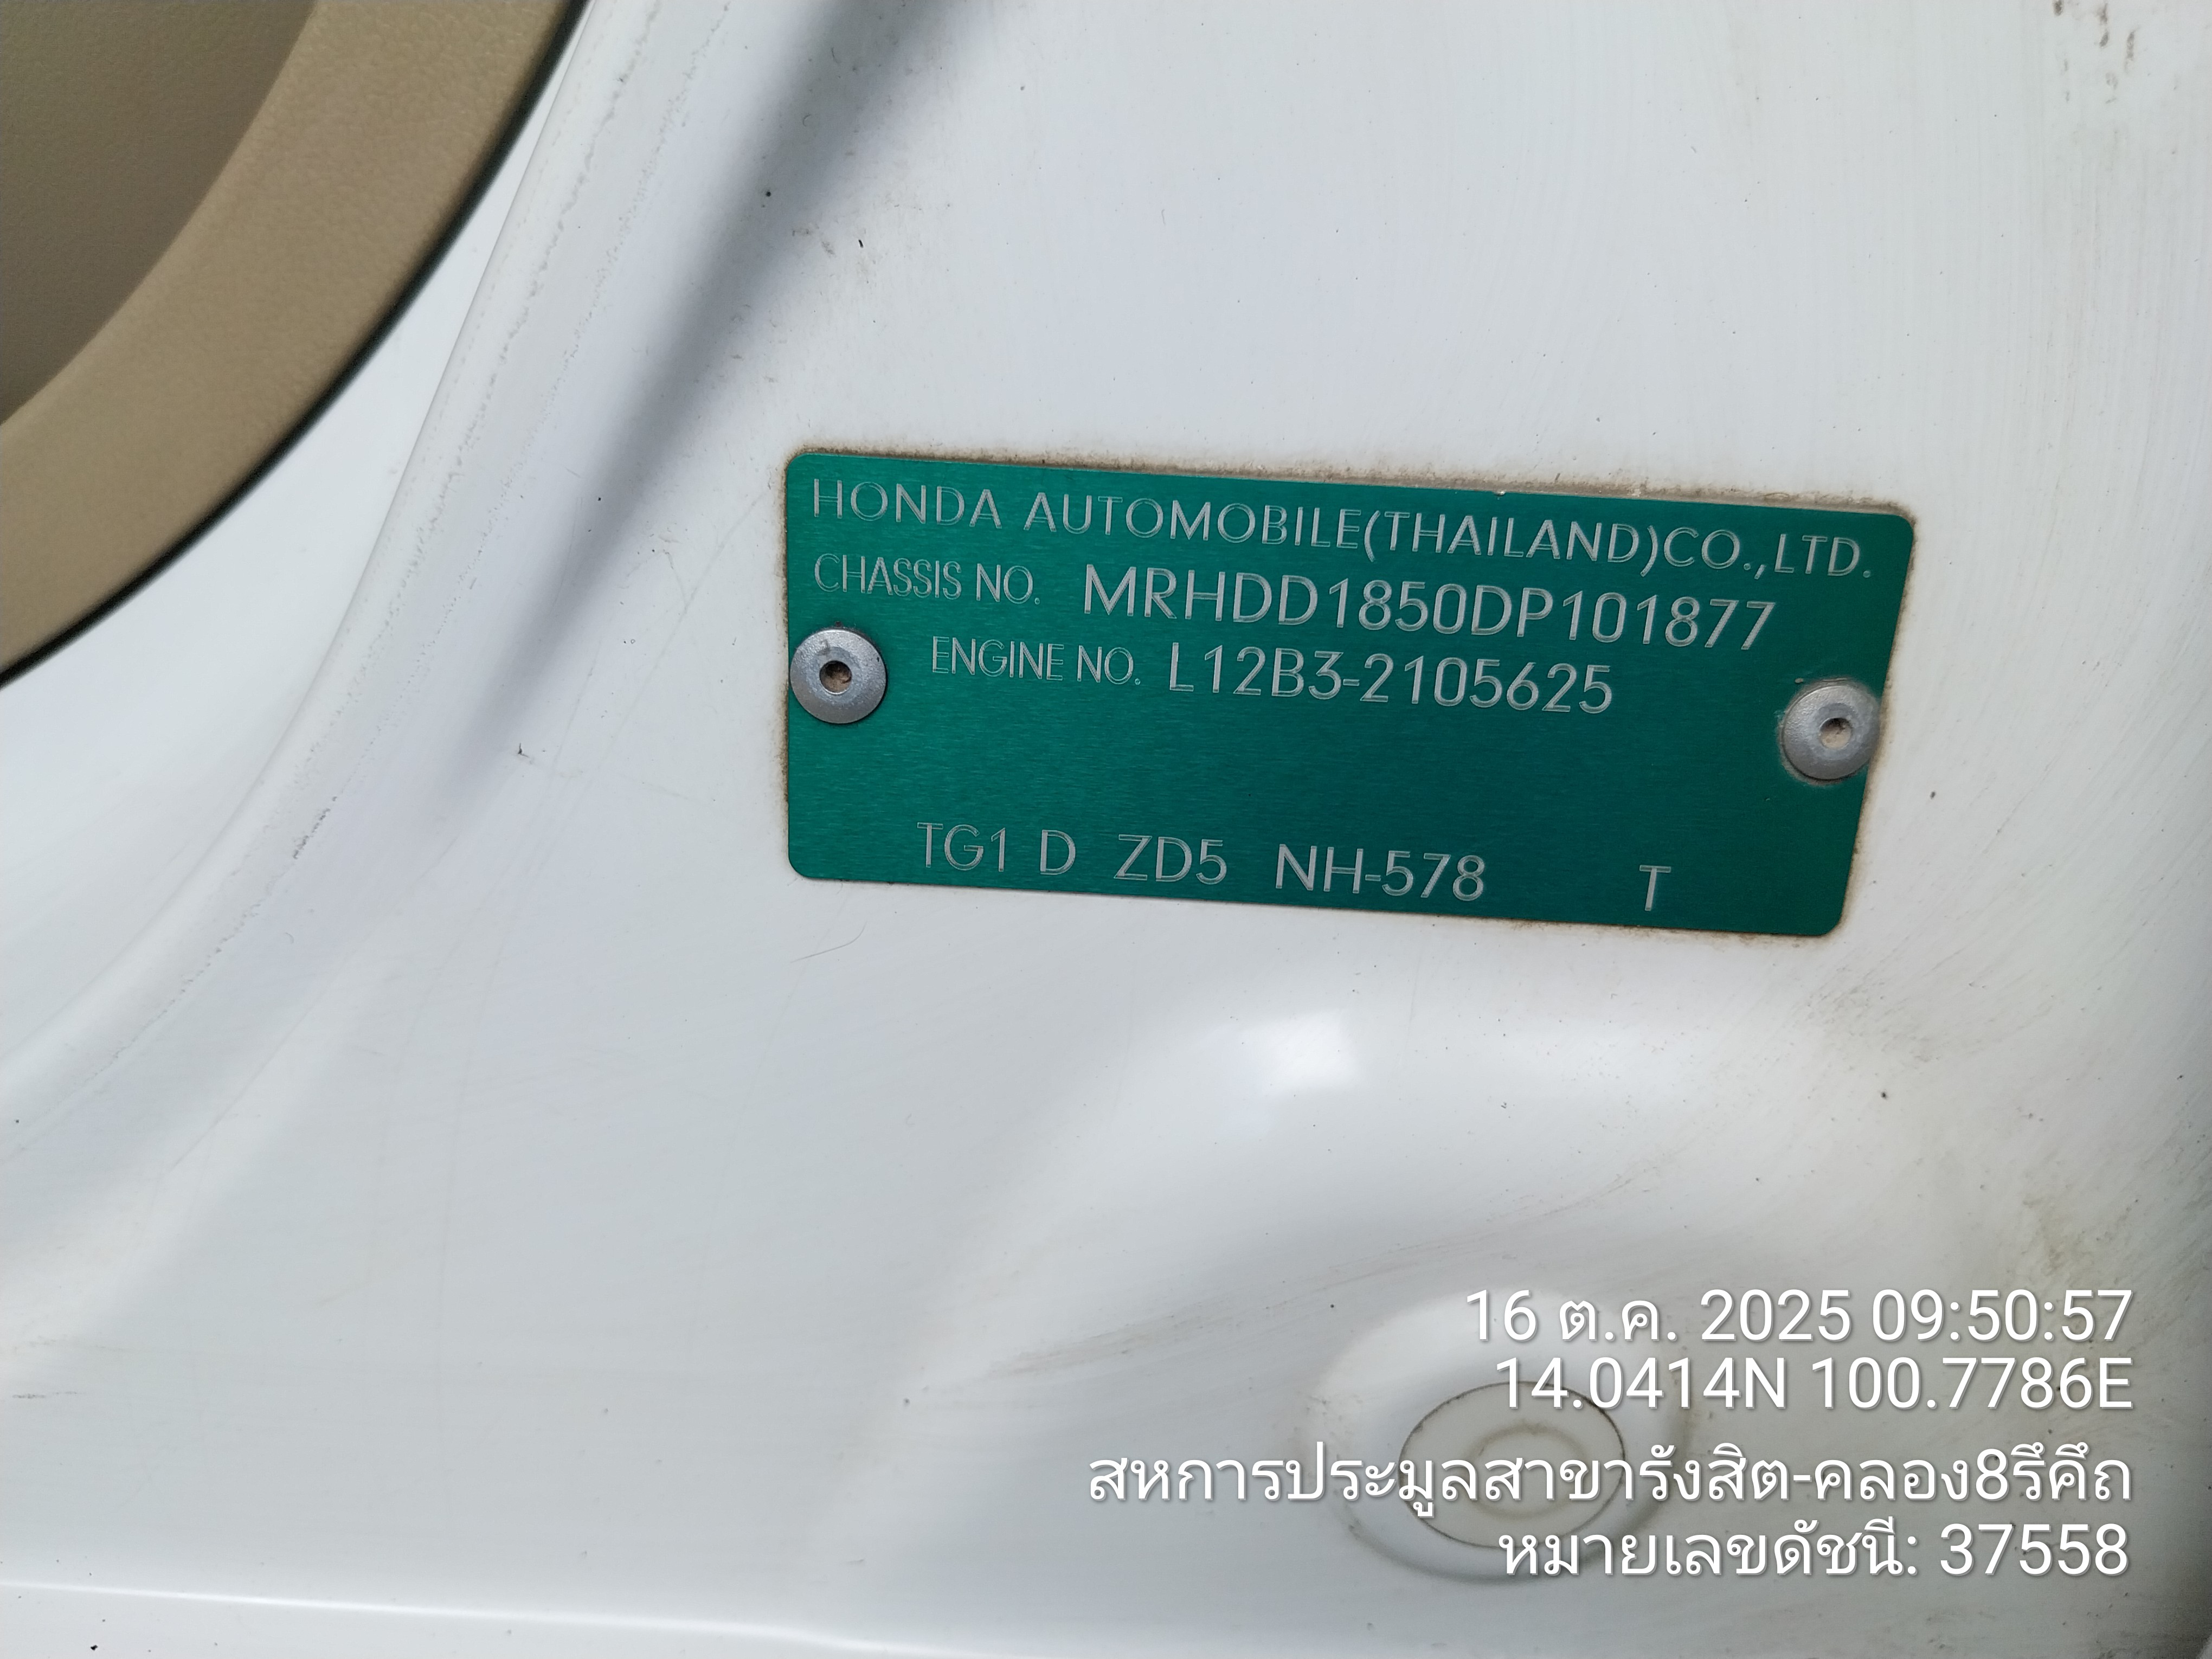 HONDA AUTOMOBILE(THAILAND)CO.,LTD.
CHASSIS NO. MRHDD1850DP101877
ENGINE NO. L12B3-2105625
TG1 D ZD5 NH-578 T
16 ต.ค. 2025 09:50:57
14.0414N 100.7786E
สหการประมูลสาขารังสิต-คลอง8รึคึถ
หมายเลขดัชนี: 37558